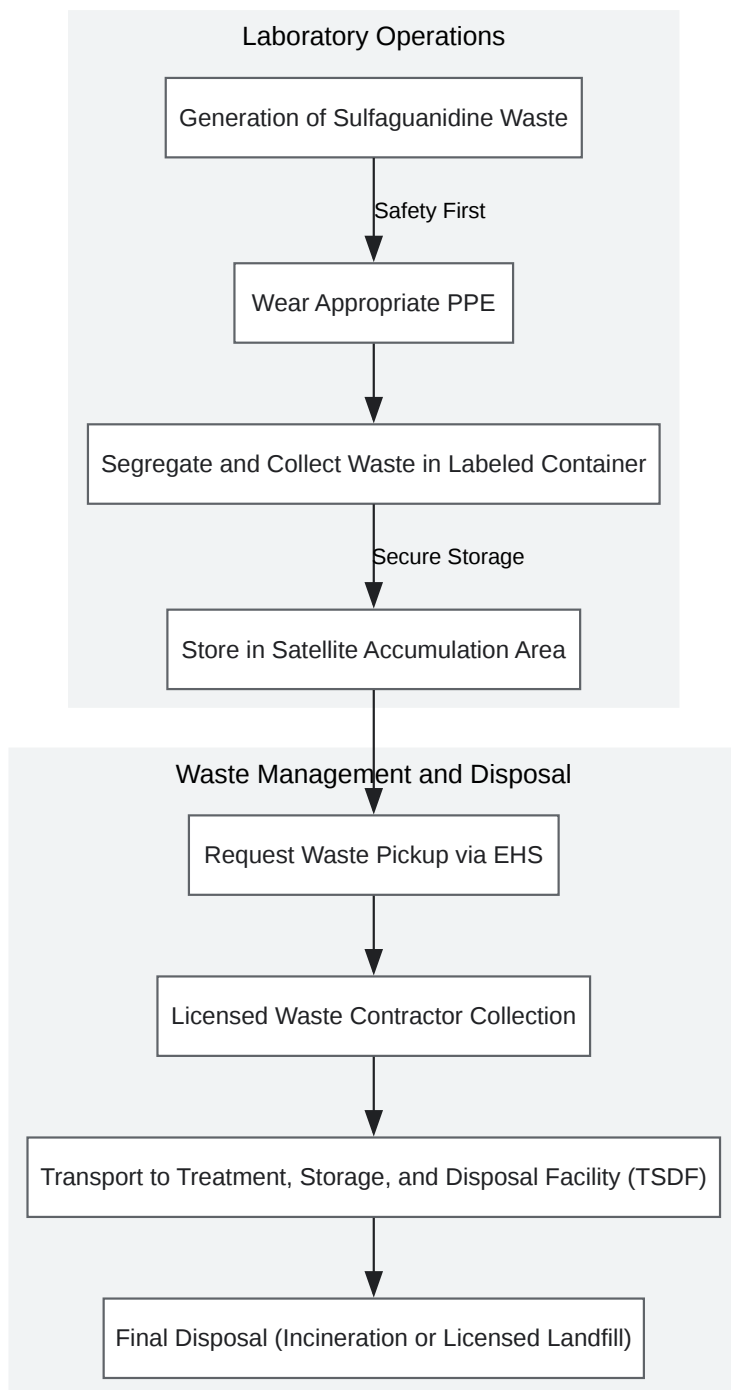 Laboratory Operations
Generation of Sulfaguanidine Waste
Safety First
Wear Appropriate PPE
Segregate and Collect Waste in Labeled Container
Secure Storage
Store in Satellite Accumulation Area
Waste Management and Disposal
Request Waste Pickup via EHS
Licensed Waste Contractor Collection
Transport to Treatment, Storage, and Disposal Facility (TSDF)
Final Disposal (Incineration or Licensed Landfill)